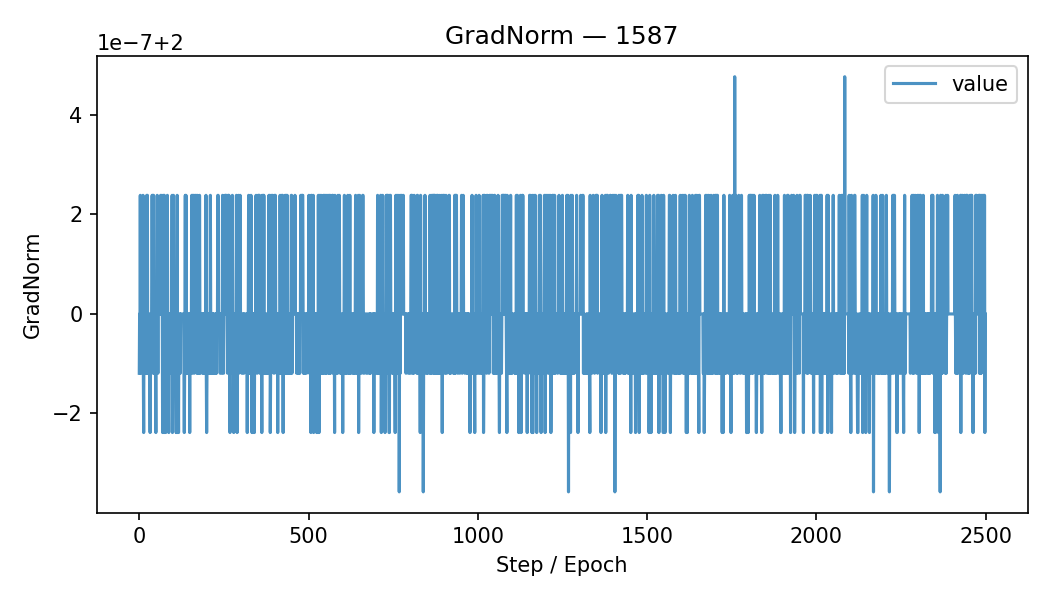 GradNorm — 1587
1e−7+2
value
4
2
0
−2
GradNorm
0
500
1000
1500
2000
2500
Step / Epoch